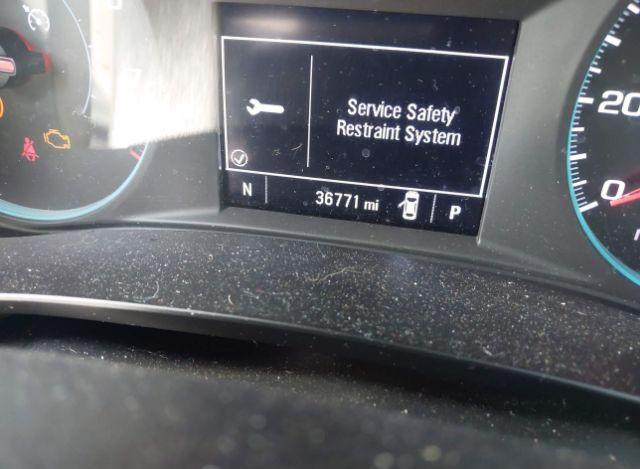 Service Safety
Restraint System
N 36771 mi P
20
0